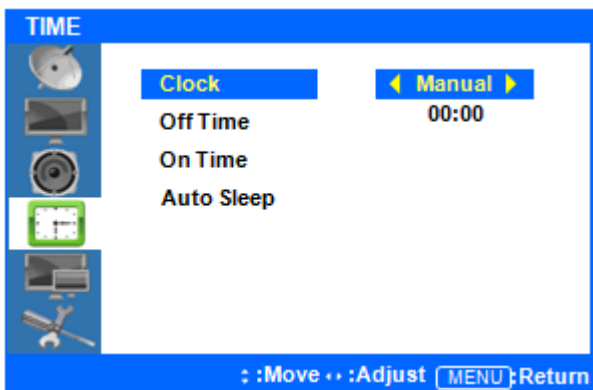 TIME
Clock ◀ Manual ▶
Off Time 00:00
On Time
Auto Sleep
:Move :Adjust MENU:Return